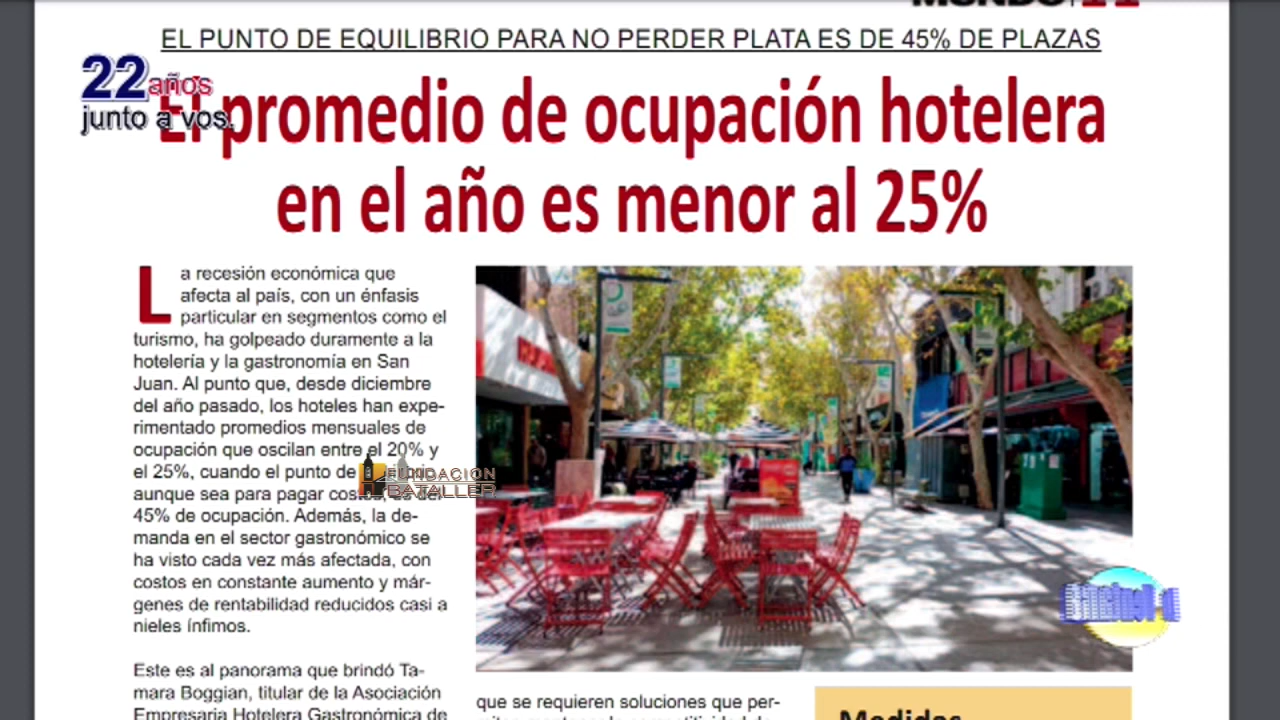 EL PUNTO DE EQUILIBRIO PARA NO PERDER PLATA ES DE 45% DE PLAZAS
22 años
junto a vos.
El promedio de ocupación hotelera
en el año es menor al 25%
La recesión económica que
afecta al país, con un énfasis
particular en segmentos como el
turismo, ha golpeado duramente a la
hotelería y la gastronomía en San
Juan. Al punto que, desde diciembre
del año pasado, los hoteles han expe-
rimentado promedios mensuales de
ocupación que oscilan entre el 20% y
el 25%, cuando el punto de
aunque sea para pagar
45% de ocupación. Además, la de-
manda en el sector gastronómico se
ha visto cada vez más afectada, con
costos en constante aumento y már-
genes de rentabilidad reducidos casi a
nieles ínfimos.
Este es al panorama que brindó Ta-
mara Boggian, titular de la Asociación
Empresaria Hotelera Gastronómica de
FUNDACION
BATALLER
que se requieren soluciones que per-
Medidas